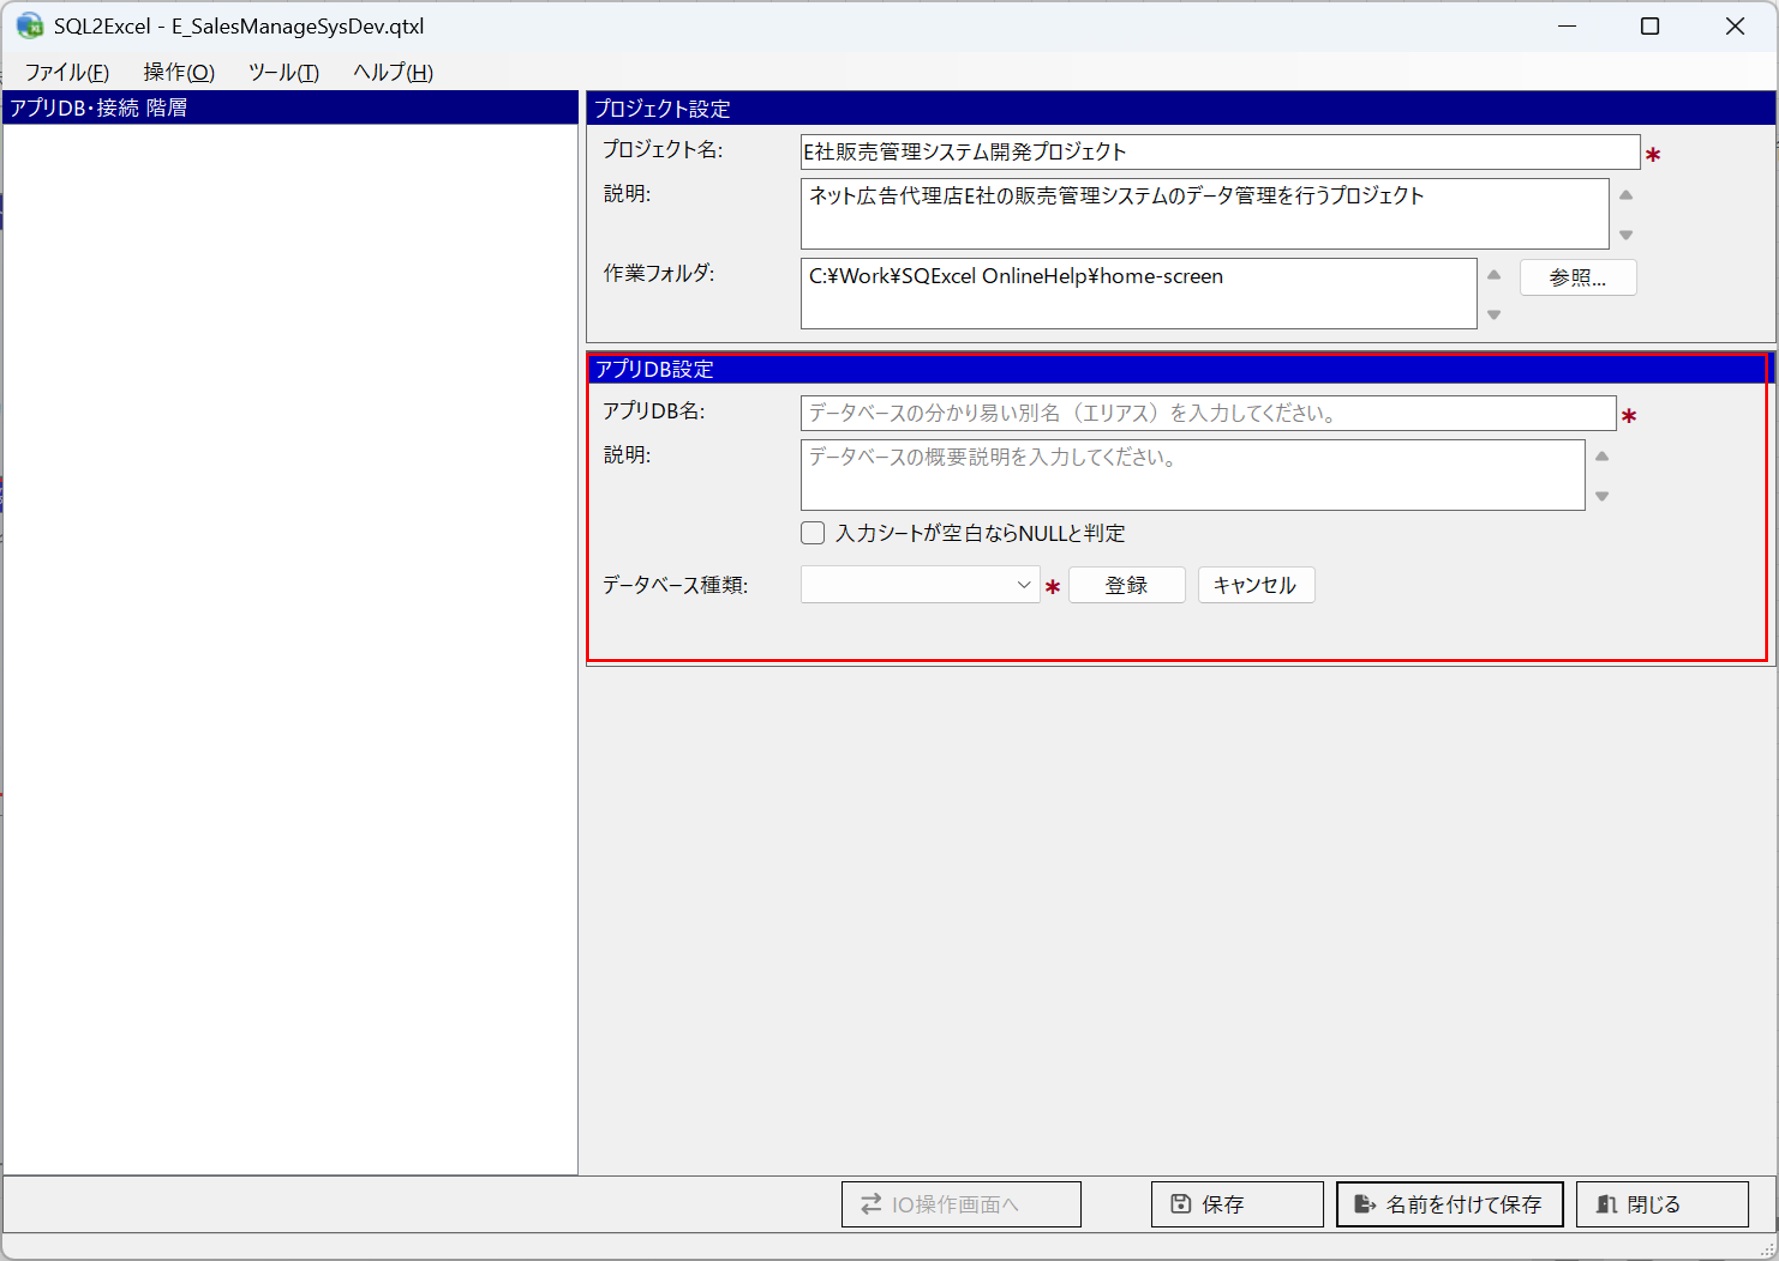 SQL2Excel - E_SalesManageSysDev.qtxl
ファイル(F) 操作(O) ツール(T) ヘルプ(H)
アプリDB・接続 階層
プロジェクト設定
プロジェクト名: E社販売管理システム開発プロジェクト *
説明: ネット広告代理店E社の販売管理システムのデータ管理を行うプロジェクト
作業フォルダ: C:¥Work¥SQExcel OnlineHelp¥home-screen 参照...
アプリDB設定
アプリDB名: データベースの分かり易い別名（エリアス）を入力してください。 *
説明: データベースの概要説明を入力してください。
入力シートが空白ならNULLと判定
データベース種類: * 登録 キャンセル
IO操作画面へ 保存 名前を付けて保存 閉じる